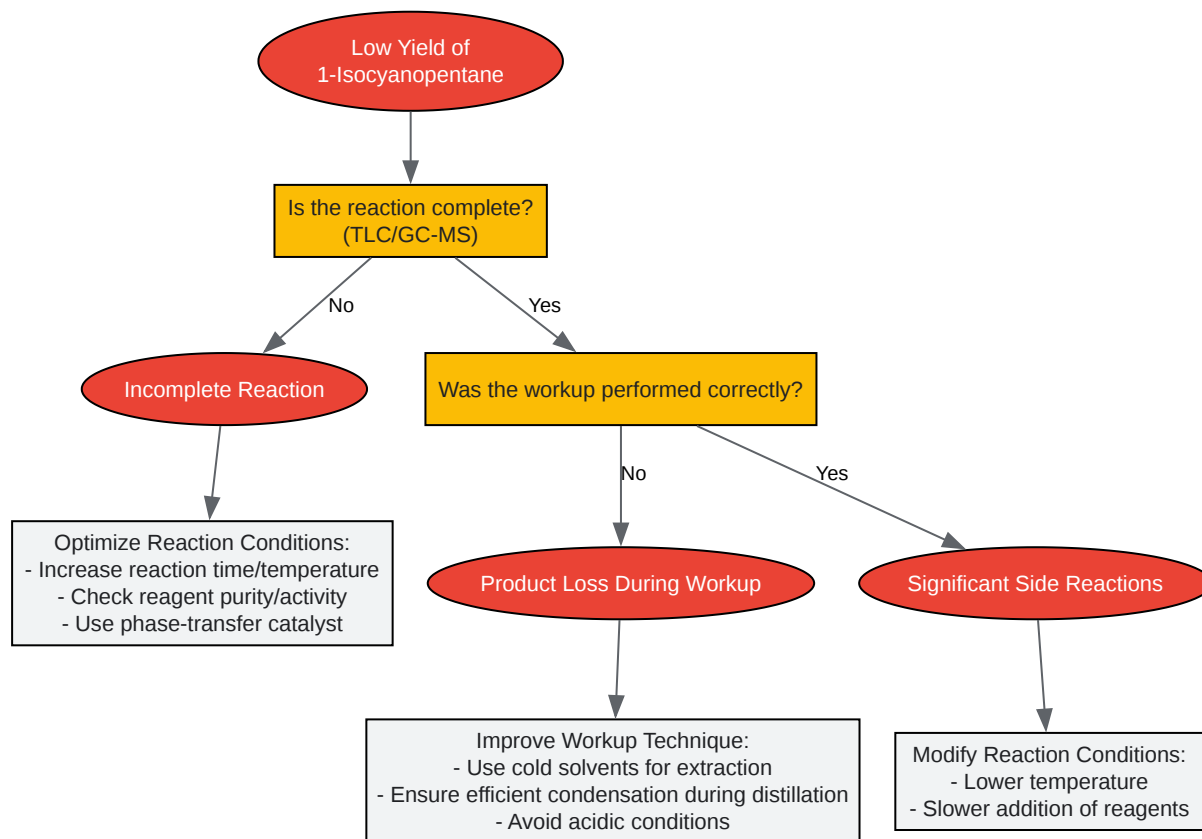 Low Yield of
1-Isocyanopentane
Is the reaction complete?
(TLC/GC-MS)
No
Yes
Incomplete Reaction
Was the workup performed correctly?
No
Yes
Optimize Reaction Conditions:
- Increase reaction time/temperature
- Check reagent purity/activity
- Use phase-transfer catalyst
Product Loss During Workup
Significant Side Reactions
Improve Workup Technique:
- Use cold solvents for extraction
- Ensure efficient condensation during distillation
- Avoid acidic conditions
Modify Reaction Conditions:
- Lower temperature
- Slower addition of reagents